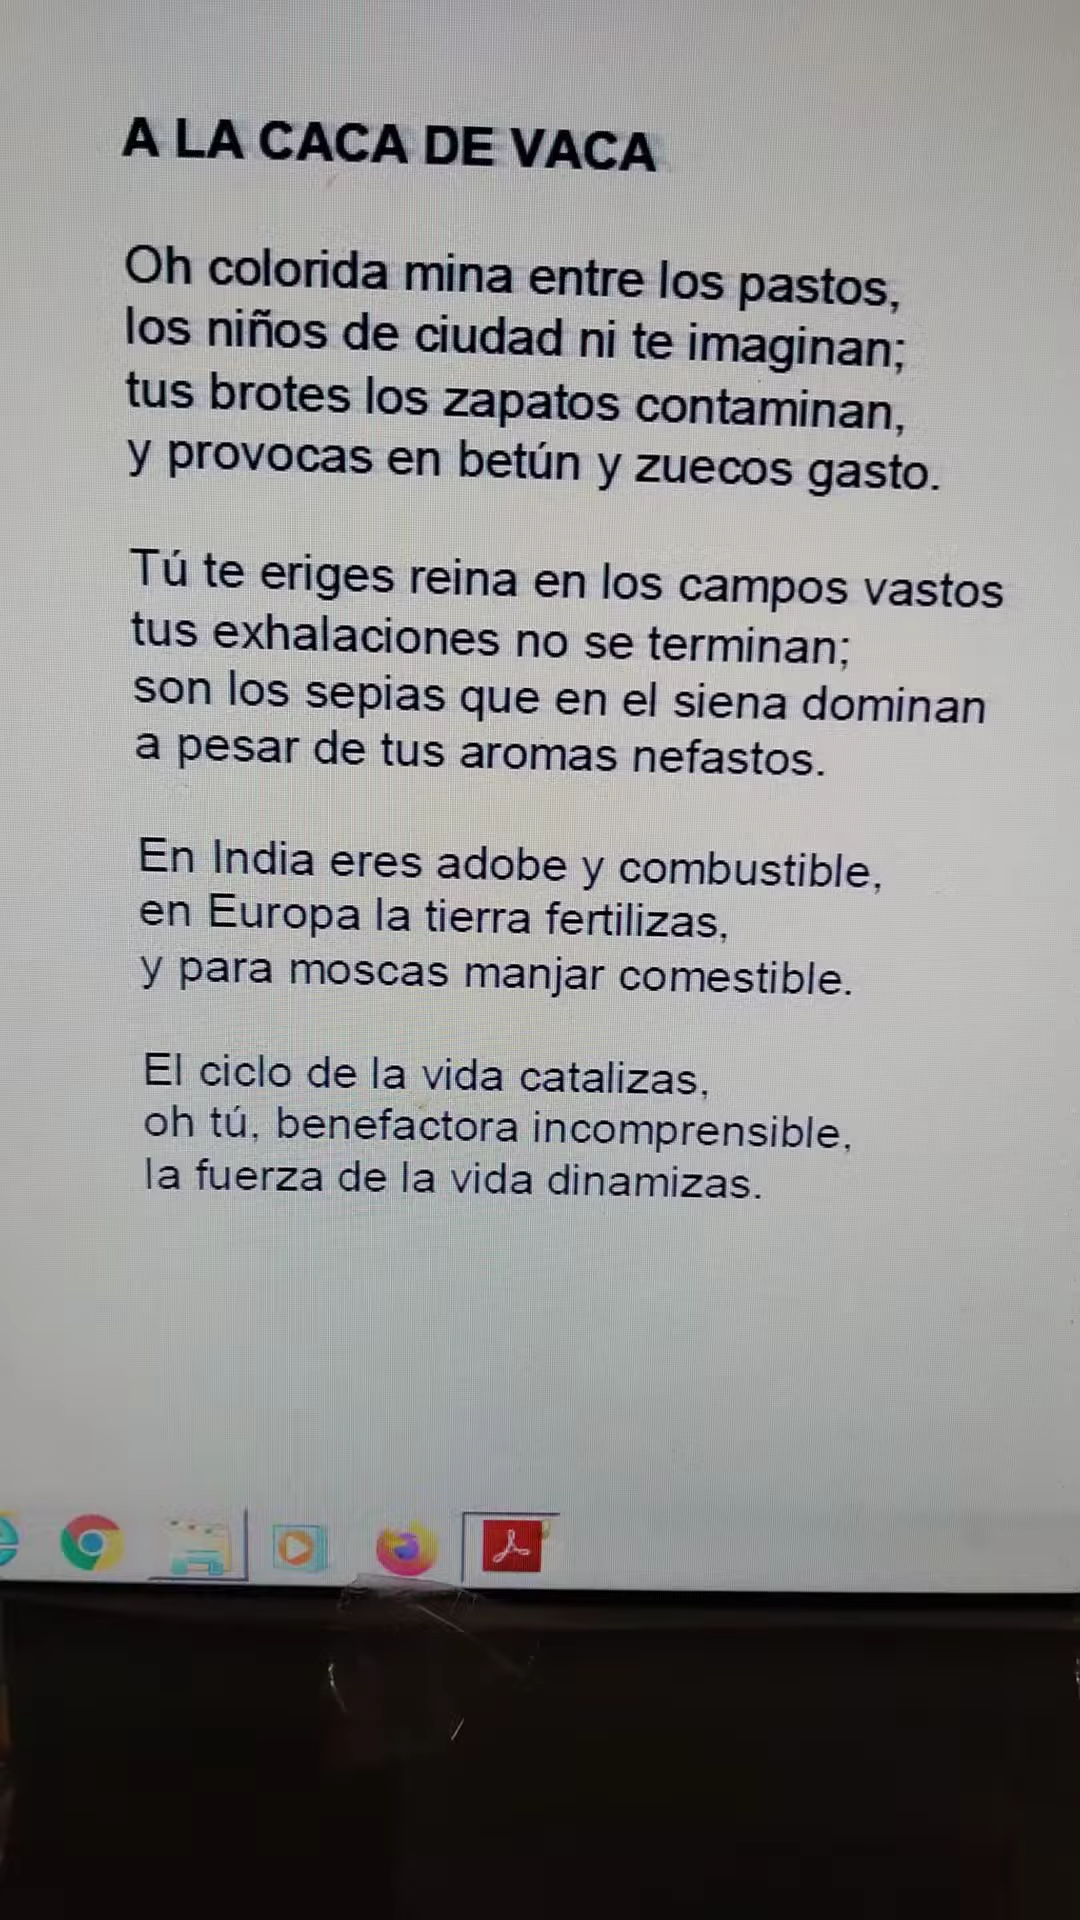 A LA CACA DE VACA
Oh colorida mina entre los pastos,
los niños de ciudad ni te imaginan;
tus brotes los zapatos contaminan,
y provocas en betún y zuecos gasto.
Tú te eriges reina en los campos vastos
tus exhalaciones no se terminan;
son los sepias que en el siena dominan
a pesar de tus aromas nefastos.
En India eres adobe y combustible,
en Europa la tierra fertilizas,
y para moscas manjar comestible.
El ciclo de la vida catalizas,
oh tú, benefactora incomprensible,
la fuerza de la vida dinamizas.